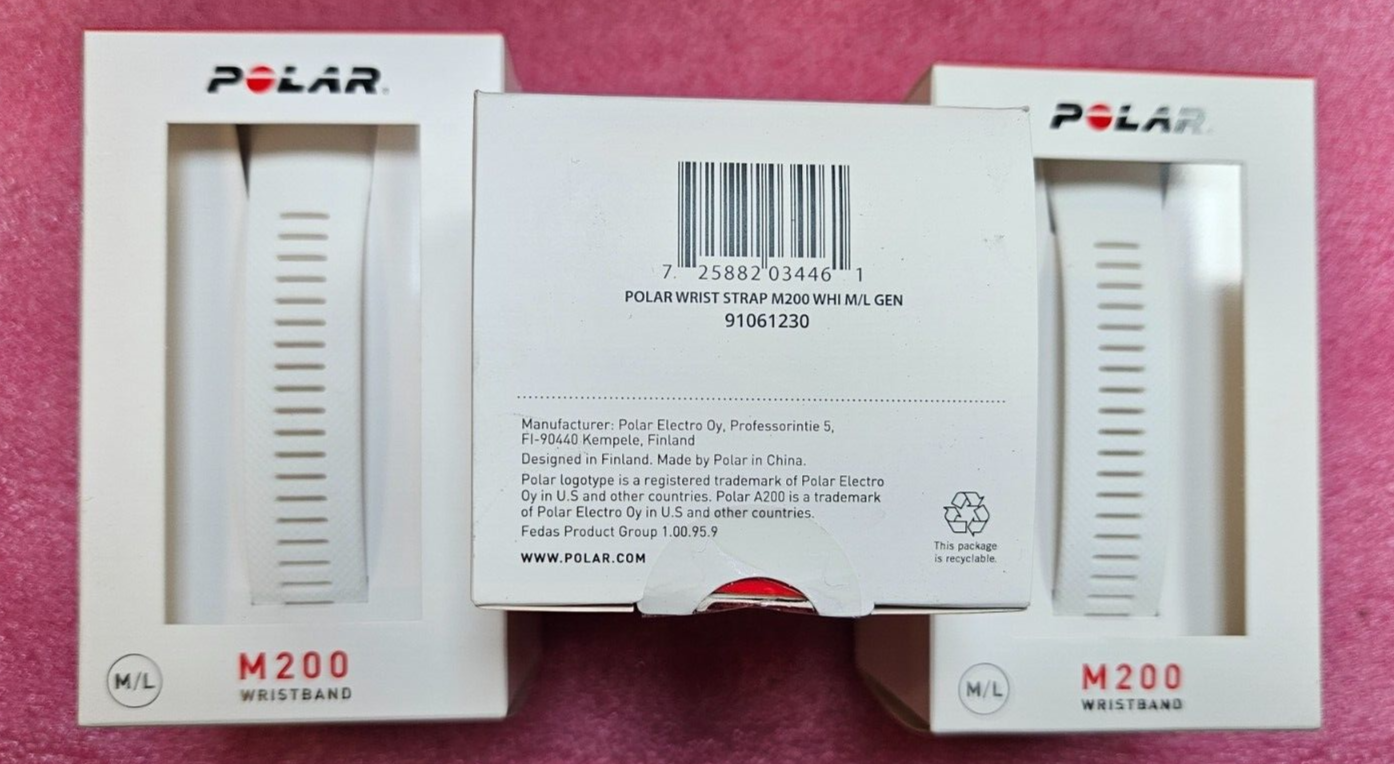 POLAR
M/L
M200
WRISTBAND
7 25882 03446 1
POLAR WRIST STRAP M200 WHI M/L GEN
91061230
Manufacturer: Polar Electro Oy, Professorintie 5,
FI-90440 Kempele, Finland
Designed in Finland. Made by Polar in China.
Polar logotype is a registered trademark of Polar Electro
Oy in U.S and other countries. Polar A200 is a trademark
of Polar Electro Oy in U.S and other countries.
Fedas Product Group 1.00.95.9
WWW.POLAR.COM
This package
is recyclable.
POLAR
M/L
M200
WRISTBAND